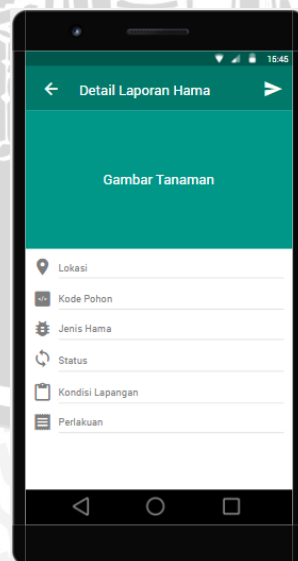 15:45
Detail Laporan Hama
Gambar Tanaman
Lokasi
Kode Pohon
Jenis Hama
Status
Kondisi Lapangan
Perlakuan